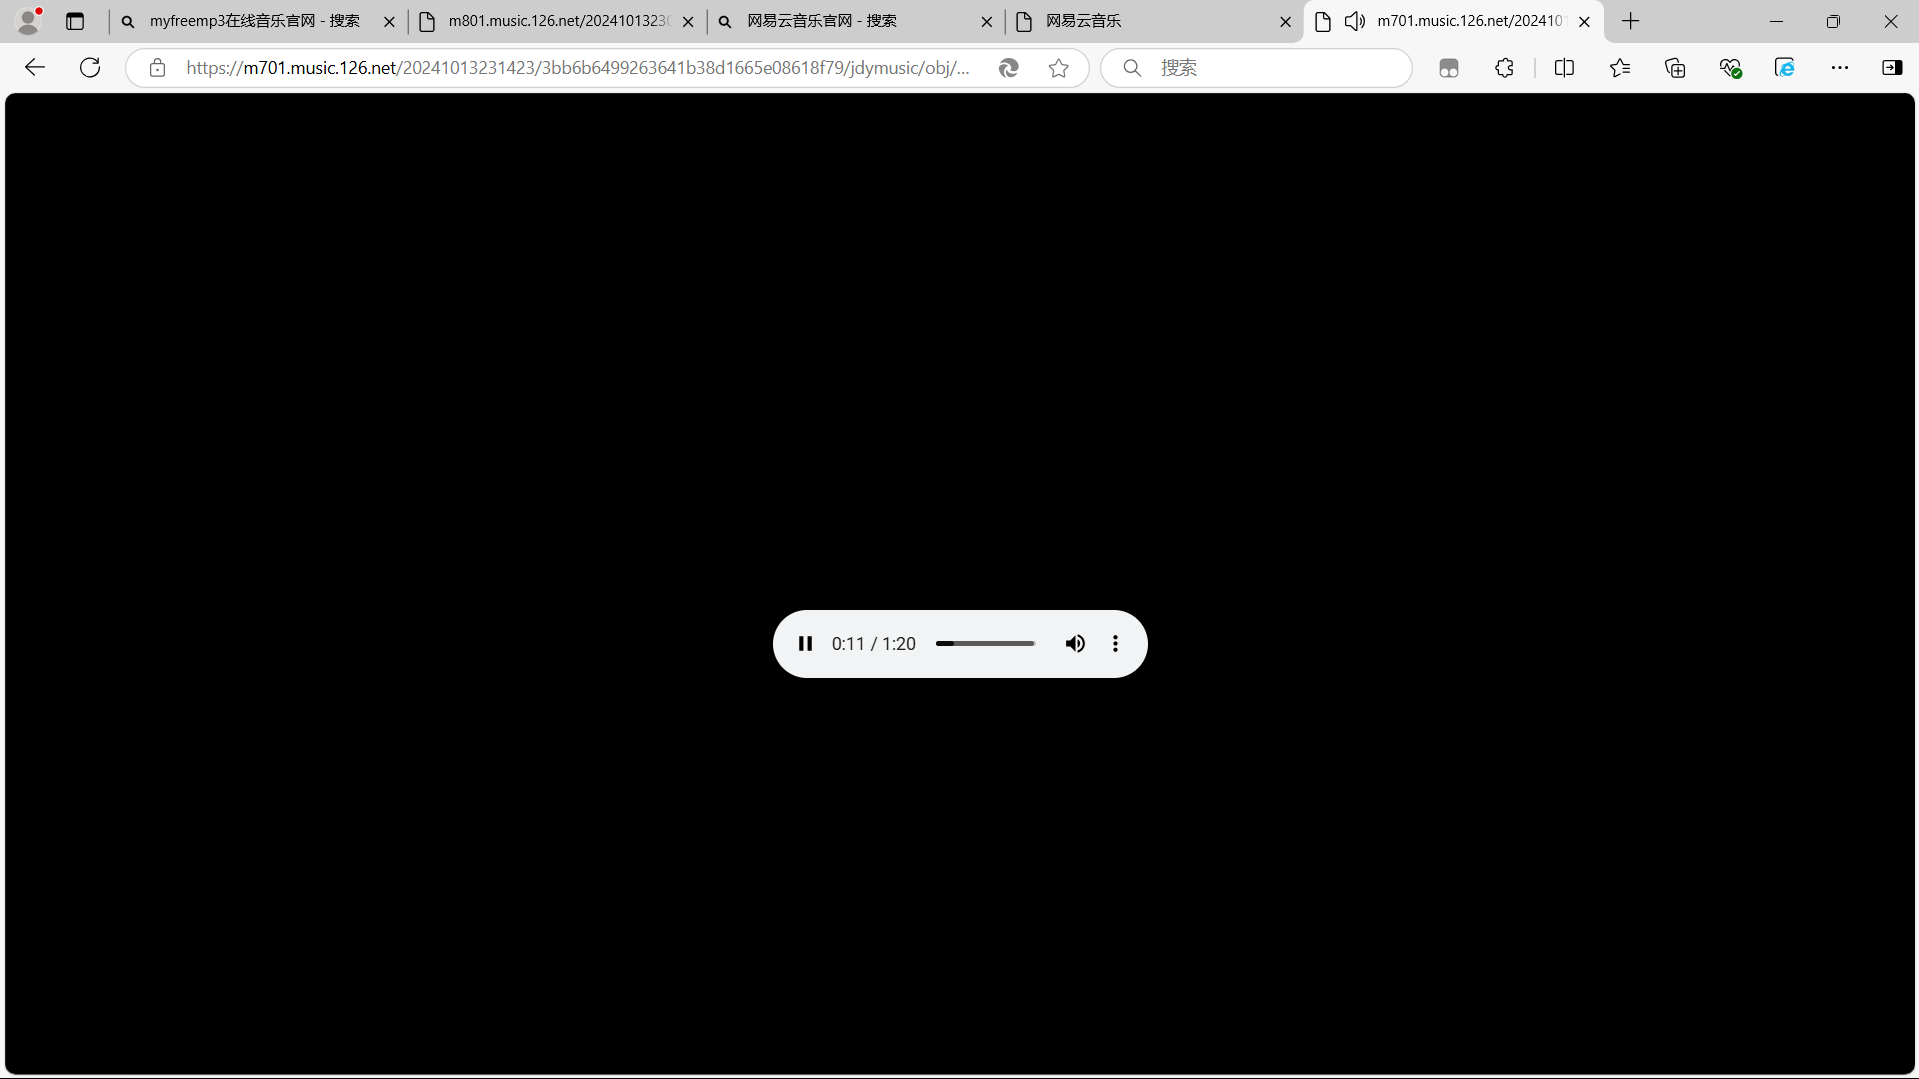 myfreemp3在线音乐官网 - 搜索
m801.music.126.net/2024101323
网易云音乐官网 - 搜索
网易云音乐
m701.music.126.net/202410
https://m701.music.126.net/20241013231423/3bb6b6499263641b38d1665e08618f79/jdymusic/obj/...
搜索
0:11 / 1:20